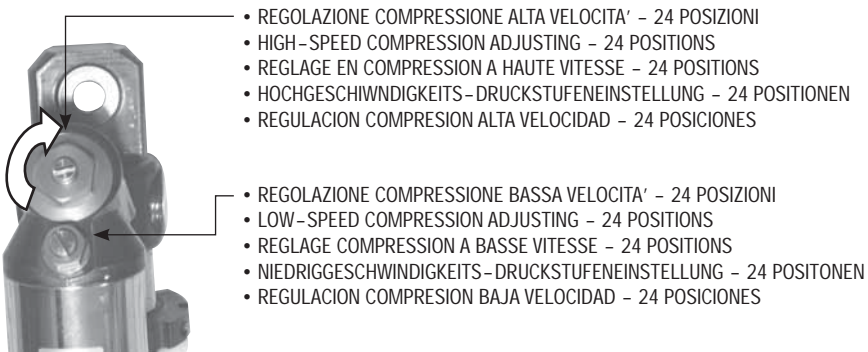 • REGOLAZIONE COMPRESSIONE ALTA VELOCITA’ – 24 POSIZIONI
• HIGH–SPEED COMPRESSION ADJUSTING – 24 POSITIONS
• REGLAGE EN COMPRESSION A HAUTE VITESSE – 24 POSITIONS
• HOCHGESCHIWNDIGKEITS–DRUCKSTUFENEINSTELLUNG – 24 POSITIONEN
• REGULACION COMPRESION ALTA VELOCIDAD – 24 POSICIONES
• REGOLAZIONE COMPRESSIONE BASSA VELOCITA’ – 24 POSIZIONI
• LOW–SPEED COMPRESSION ADJUSTING – 24 POSITIONS
• REGLAGE COMPRESSION A BASSE VITESSE – 24 POSITIONS
• NIEDRIGGESCHWINDIGKEITS–DRUCKSTUFENEINSTELLUNG – 24 POSITONEN
• REGULACION COMPRESION BAJA VELOCIDAD – 24 POSICIONES